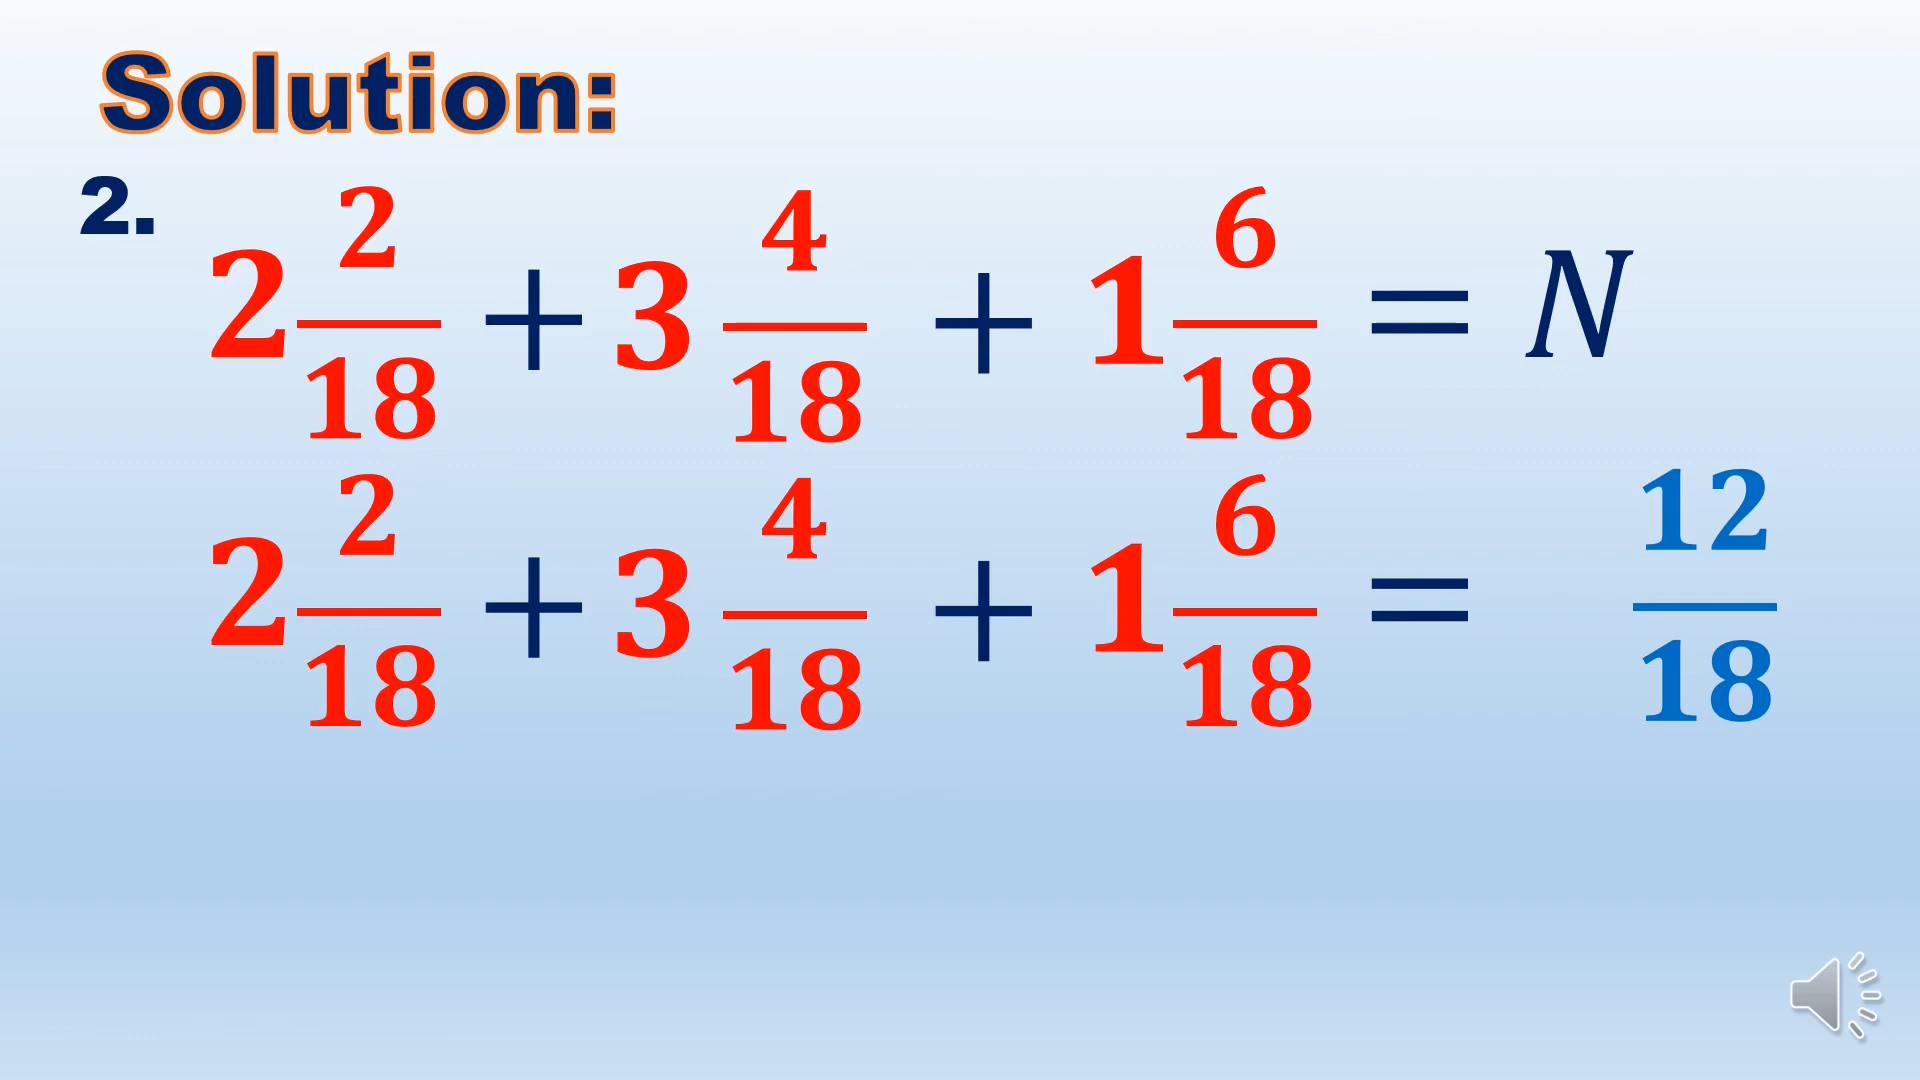 Solution:
2. 2 2/18 + 3 4/18 + 1 6/18 = N
2 2/18 + 3 4/18 + 1 6/18 = 12/18